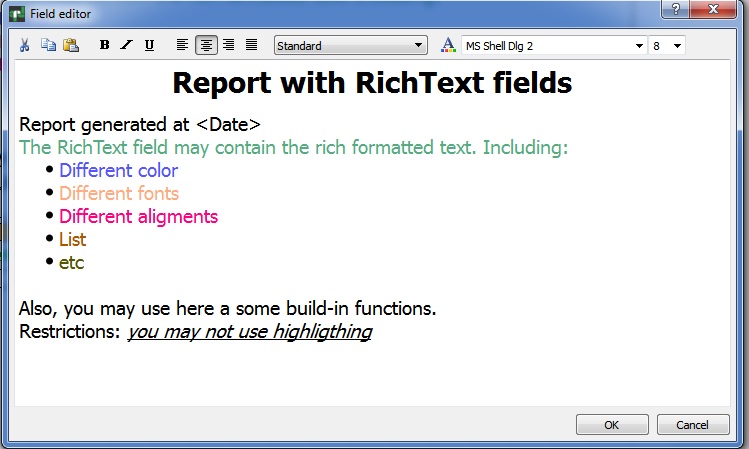 Field editor
B I U Standard A MS Shell Dlg 2 8
Report with RichText fields
Report generated at <Date>
The RichText field may contain the rich formatted text. Including:
• Different color
• Different fonts
• Different aligments
• List
• etc
Also, you may use here a some build-in functions.
Restrictions: you may not use highligthing
OK Cancel